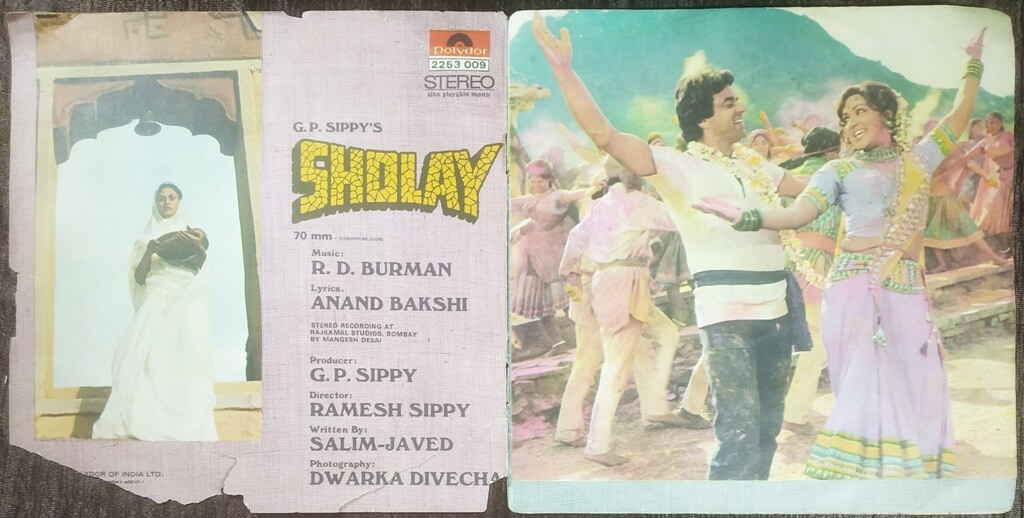 Polydor
2253 009
STEREO
also playable mono
G. P. SIPPY'S
SHOLAY
70 mm - STEREOPHONIC SOUND
Music:
R. D. BURMAN
Lyrics.
ANAND BAKSHI
STEREO RECORDING AT
RAJKAMAL STUDIOS, BOMBAY
BY MANGESH DESAI
Producer:
G. P. SIPPY
Director:
RAMESH SIPPY
Written By:
SALIM-JAVED
Photography:
DWARKA DIVECHA
YDOR OF INDIA LTD.